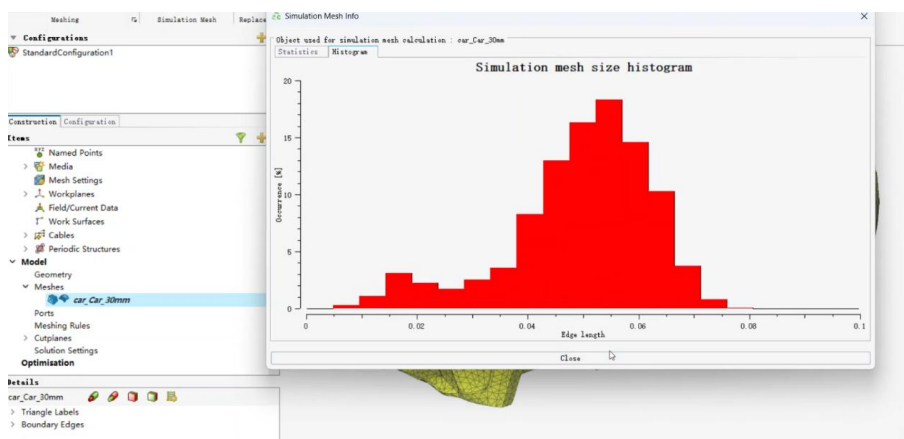 Meshing
Simulation Mesh
Replace
Configurations
StandardConfiguration1
Construction
Configuration
Items
XYZ
Named Points
Media
Mesh Settings
Workplanes
Field/Current Data
Work Surfaces
Cables
Periodic Structures
Model
Geometry
Meshes
car_Car_30mm
Ports
Meshing Rules
Cutplanes
Solution Settings
Optimisation
Details
car_Car_30mm
Triangle Labels
Boundary Edges
Simulation Mesh Info
Object used for simulation mesh calculation : car_Car_30mm
Statistics
Histogram
Simulation mesh size histogram
20
15
10
5
0
Occurrence [%]
0
0.02
0.04
0.06
0.08
0.1
Edge length
Close